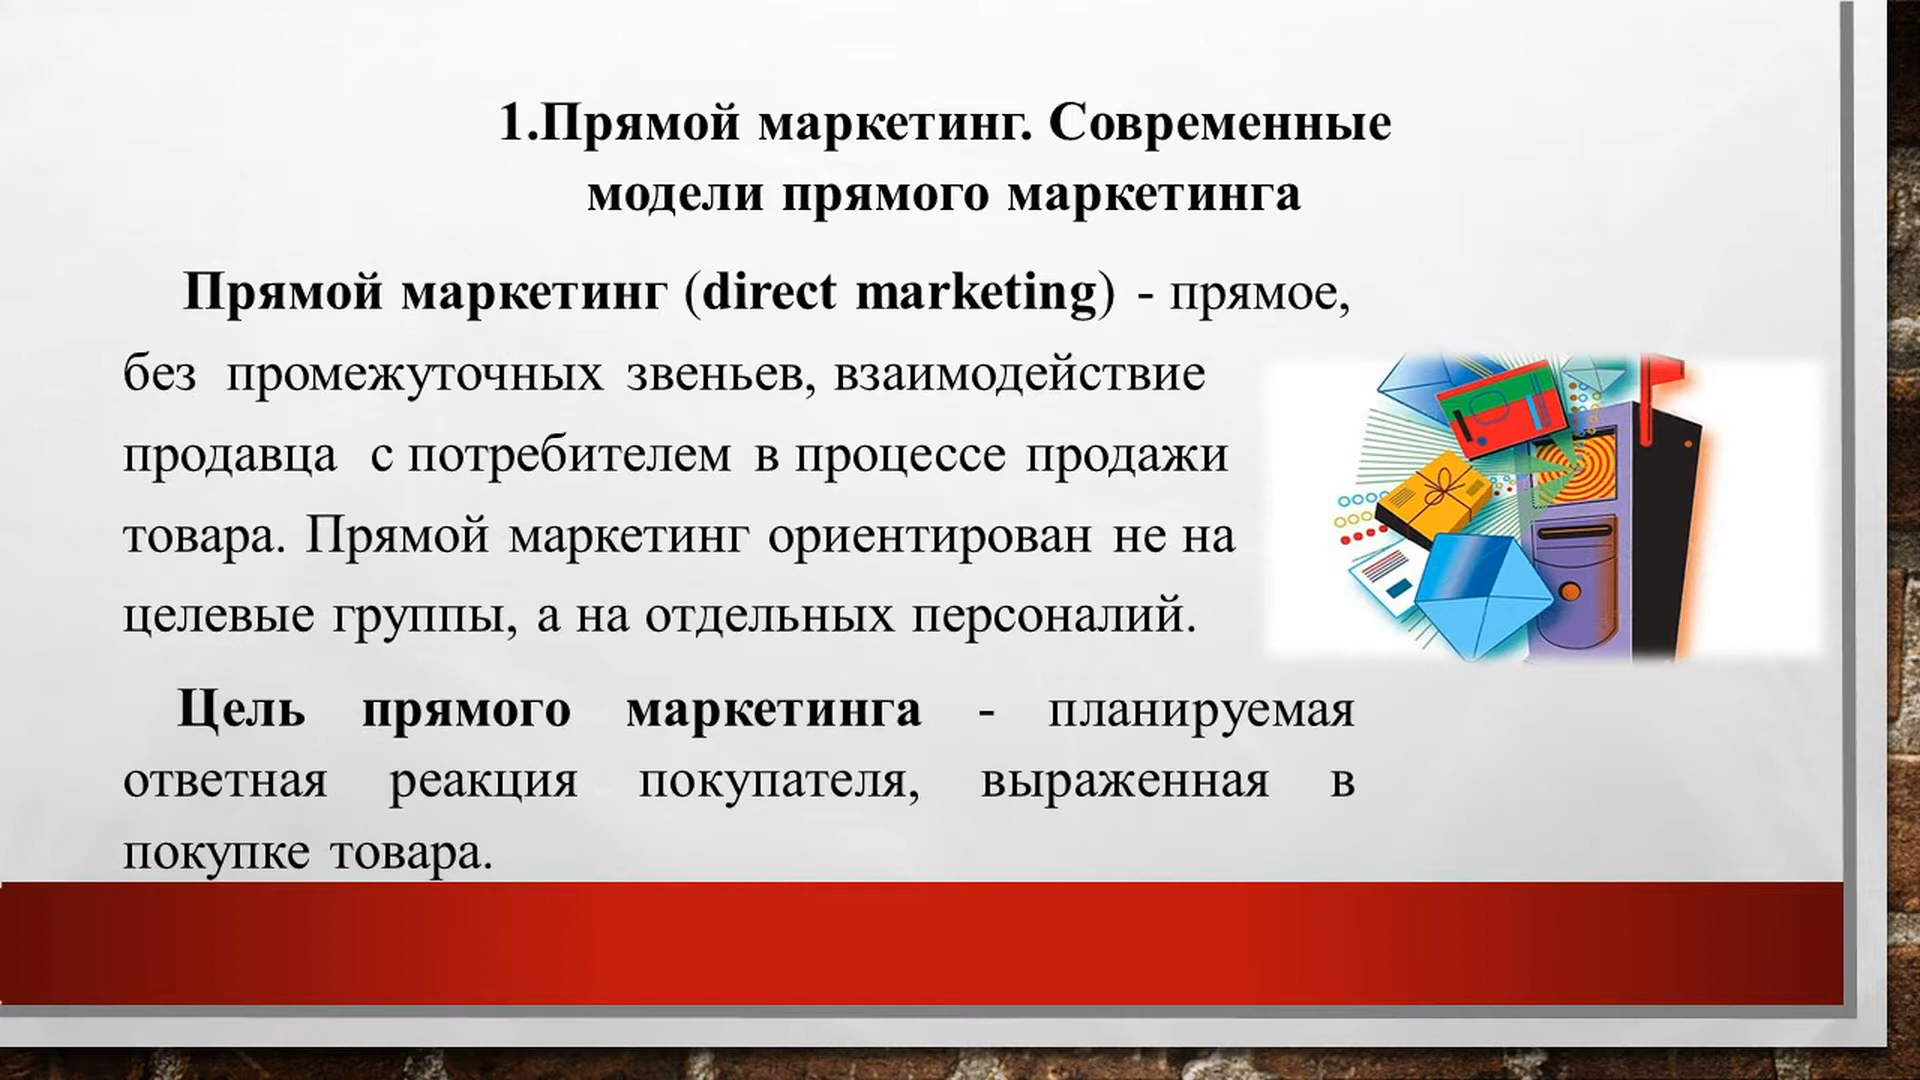 1.Прямой маркетинг. Современные
модели прямого маркетинга
Прямой маркетинг (direct marketing) - прямое,
без промежуточных звеньев, взаимодействие
продавца с потребителем в процессе продажи
товара. Прямой маркетинг ориентирован не на
целевые группы, а на отдельных персоналий.
Цель прямого маркетинга - планируемая
ответная реакция покупателя, выраженная в
покупке товара.